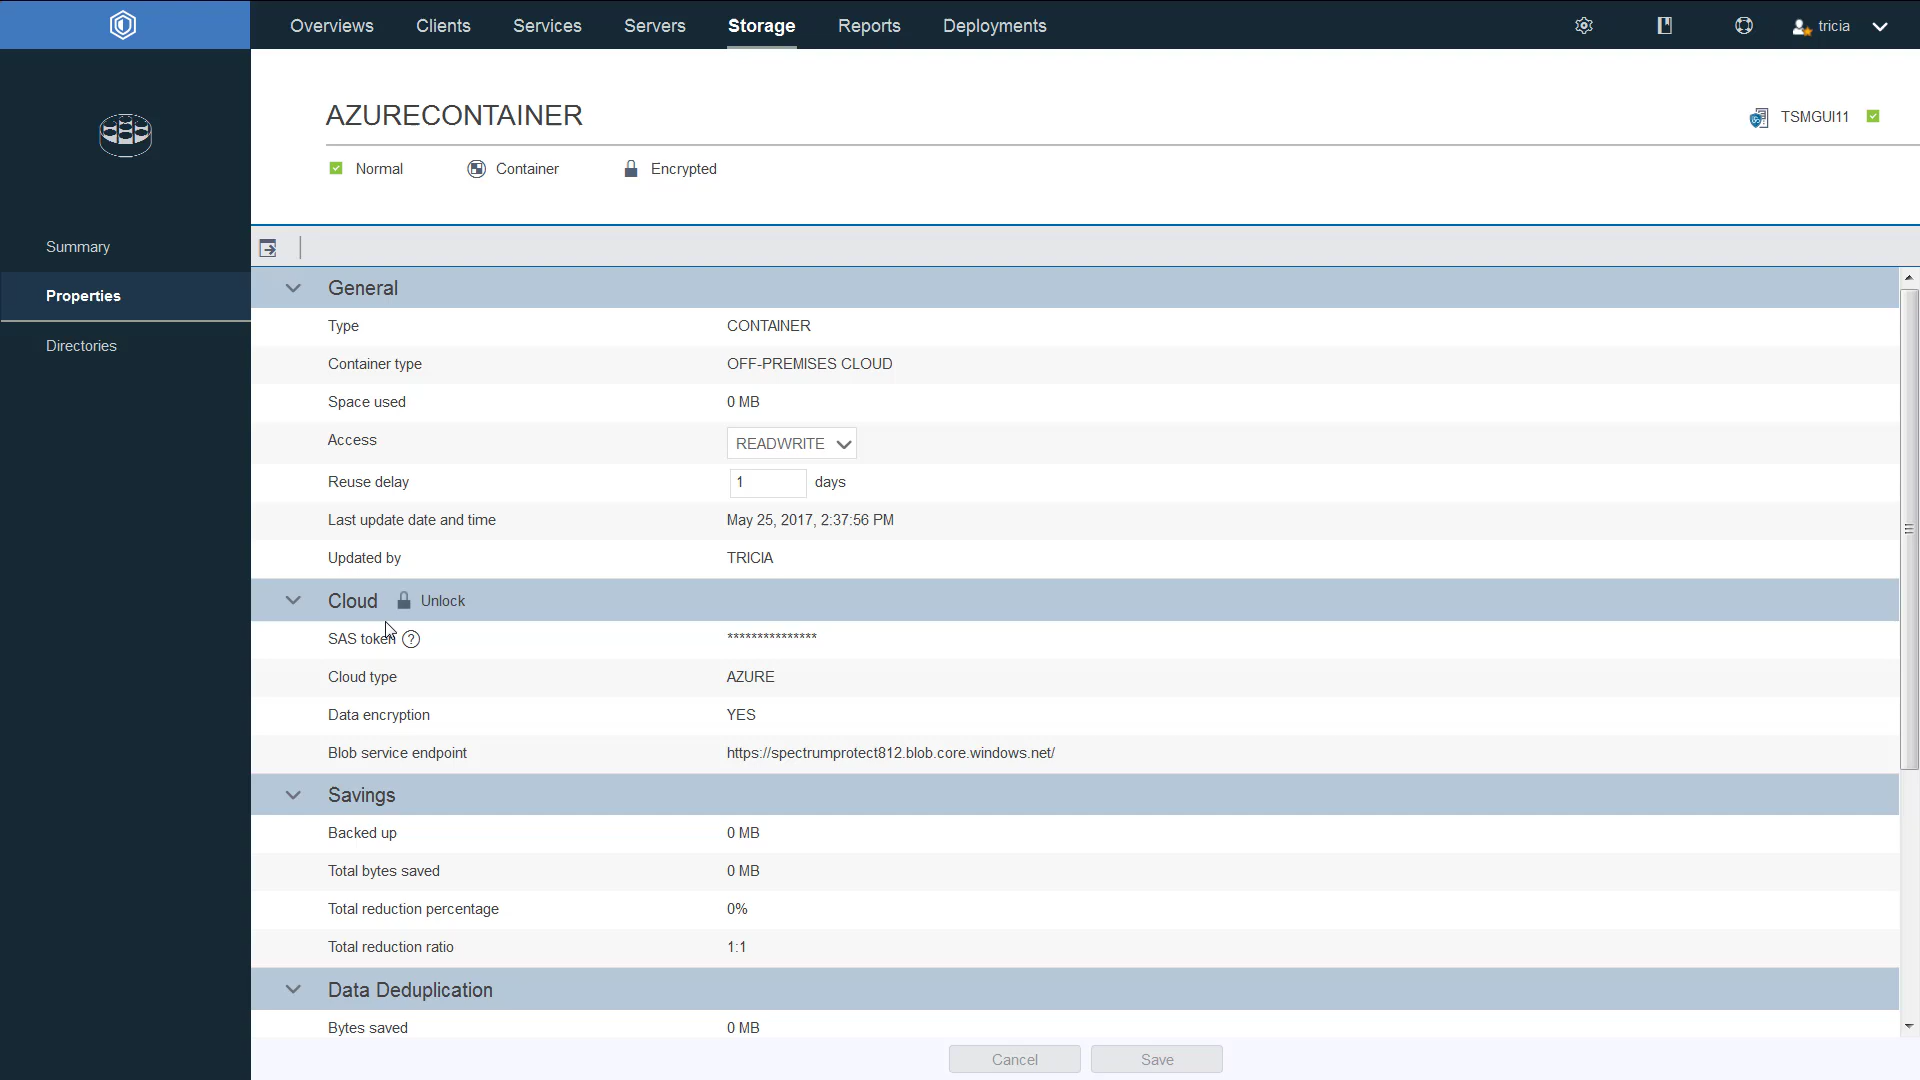 Overviews Clients Services Servers Storage Reports Deployments tricia
AZURECONTAINER TSMGUI11
Normal Container Encrypted
Summary
Properties
Directories
General
Type CONTAINER
Container type OFF-PREMISES CLOUD
Space used 0 MB
Access READWRITE
Reuse delay 1 days
Last update date and time May 25, 2017, 2:37:56 PM
Updated by TRICIA
Cloud Unlock
SAS token ? ***************
Cloud type AZURE
Data encryption YES
Blob service endpoint https://spectrumprotect812.blob.core.windows.net/
Savings
Backed up 0 MB
Total bytes saved 0 MB
Total reduction percentage 0%
Total reduction ratio 1:1
Data Deduplication
Bytes saved 0 MB
Cancel Save